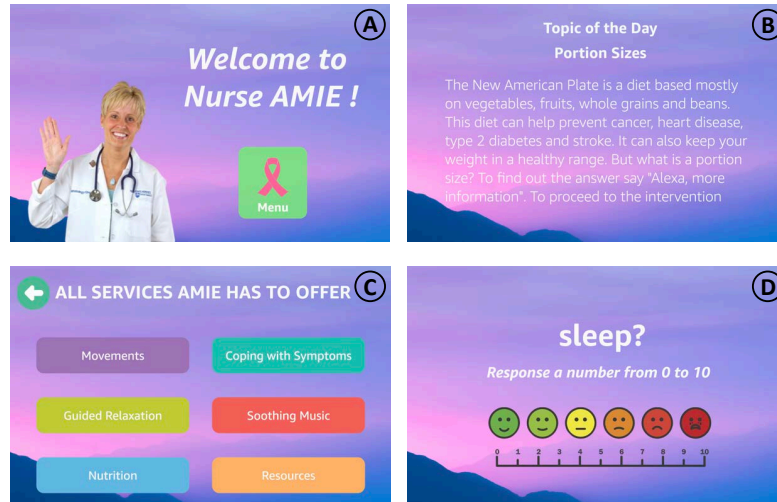 A
Welcome to
Nurse AMIE !
Menu
B
Topic of the Day
Portion Sizes
The New American Plate is a diet based mostly
on vegetables, fruits, whole grains and beans.
This diet can help prevent cancer, heart disease,
type 2 diabetes and stroke. It can also keep your
weight in a healthy range. But what is a portion
size? To find out the answer say "Alexa, more
information". To proceed to the intervention
C
ALL SERVICES AMIE HAS TO OFFER
Movements
Coping with Symptoms
Guided Relaxation
Soothing Music
Nutrition
Resources
D
sleep?
Response a number from 0 to 10
0 1 2 3 4 5 6 7 8 9 10